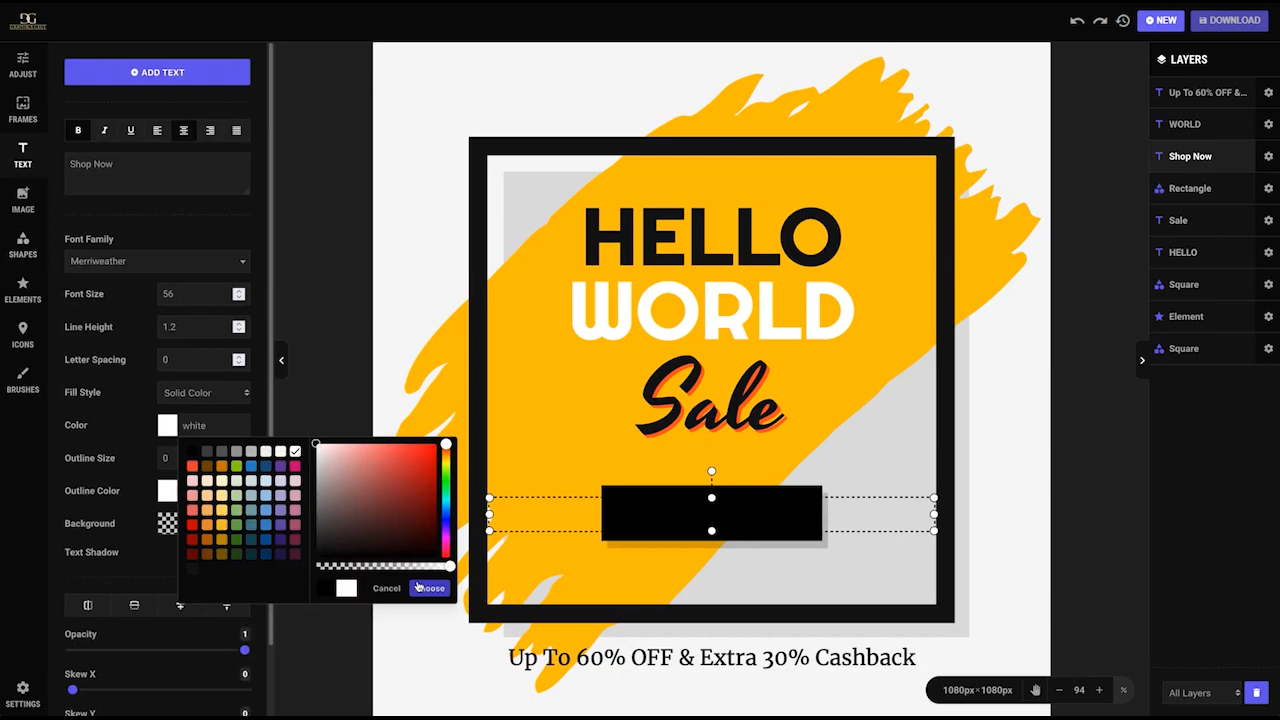 NEW
DOWNLOAD
ADJUST
FRAMES
TEXT
IMAGE
SHAPES
ELEMENTS
ICONS
BRUSHES
SETTINGS
ADD TEXT
B I U
Shop Now
Font Family
Merriweather
Font Size 56
Line Height 1.2
Letter Spacing 0
Fill Style Solid Color
Color white
Outline Size 0
Outline Color
Background
Text Shadow
Cancel
Opacity 1
Skew X 0
Skew Y 0
HELLO
WORLD
Sale
Up To 60% OFF & Extra 30% Cashback
1080px×1080px 94 %
LAYERS
Up To 60% OFF &...
WORLD
Shop Now
Rectangle
Sale
HELLO
Square
Element
Square
All Layers